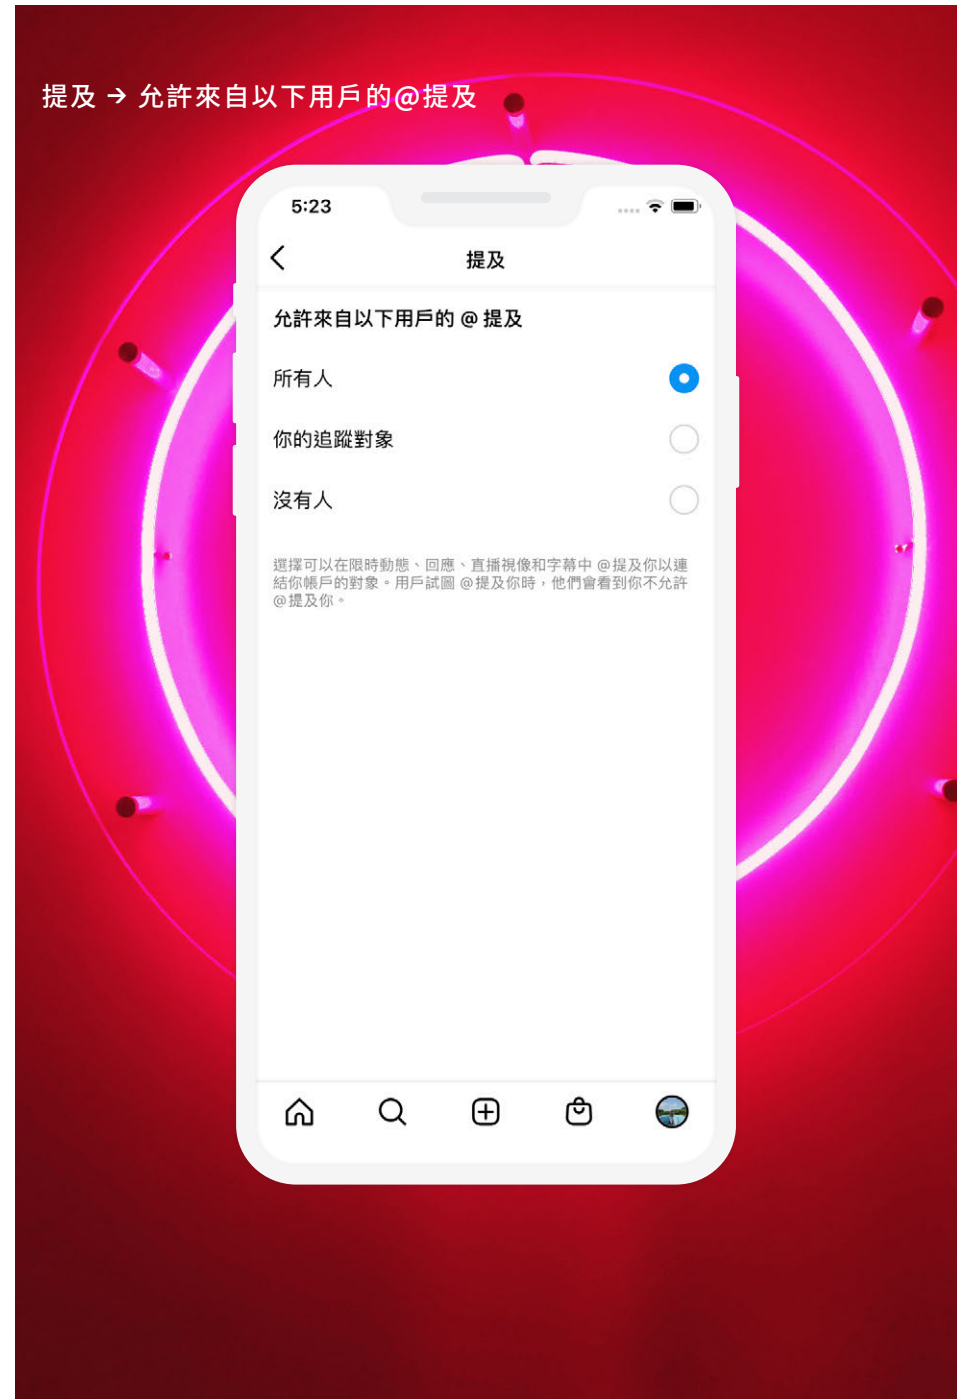 提及 → 允許來自以下用戶的@提及
5:23
提及
允許來自以下用戶的 @ 提及
所有人
你的追蹤對象
沒有人
選擇可以在限時動態、回應、直播視像和字幕中 @提及你以連
結你帳戶的對象。用戶試圖 @提及你時，他們會看到你不允許
@提及你。